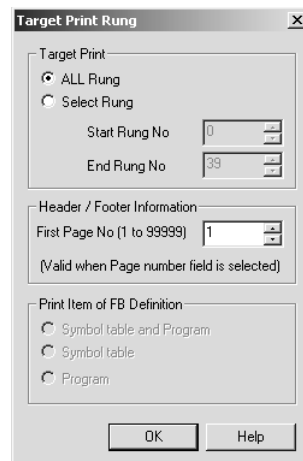 Target Print Rung
Target Print
ALL Rung
Select Rung
Start Rung No 0
End Rung No 39
Header / Footer Information
First Page No (1 to 99999) 1
(Valid when Page number field is selected)
Print Item of FB Definition
Symbol table and Program
Symbol table
Program
OK Help